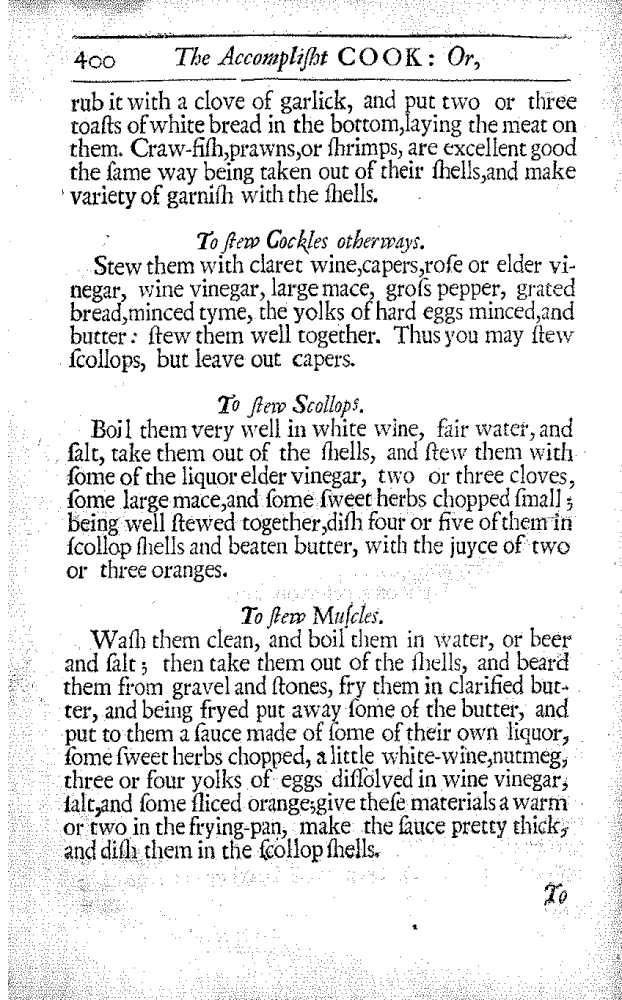 400 The Accompliſht COOK: Or,
rub it with a clove of garlick, and put two or three
toaſts of white bread in the bottom,laying the meat on
them. Craw-fiſh,prawns,or ſhrimps, are excellent good
the ſame way being taken out of their ſhells,and make
variety of garniſh with the ſhells.
To ſtew Cockles otherways.
Stew them with claret wine,capers,roſe or elder vi-
negar, wine vinegar, large mace, groſs pepper, grated
bread,minced tyme, the yolks of hard eggs minced,and
butter: ſtew them well together. Thus you may ſtew
ſcollops, but leave out capers.
To ſtew Scollops.
Boil them very well in white wine, fair water, and
ſalt, take them out of the ſhells, and ſtew them with
ſome of the liquor elder vinegar, two or three cloves,
ſome large mace,and ſome ſweet herbs chopped ſmall;
being well ſtewed together,diſh four or five of them in
ſcollop ſhells and beaten butter, with the juyce of two
or three oranges.
To ſtew Muſcles.
Waſh them clean, and boil them in water, or beer
and ſalt; then take them out of the ſhells, and beard
them from gravel and ſtones, fry them in clarified but-
ter, and being fryed put away ſome of the butter, and
put to them a ſauce made of ſome of their own liquor,
ſome ſweet herbs chopped, a little white-wine,nutmeg,
three or four yolks of eggs diſſolved in wine vinegar,
ſalt,and ſome ſliced orange;give theſe materials a warm
or two in the frying-pan, make the ſauce pretty thick,
and diſh them in the ſcollop ſhells.
To